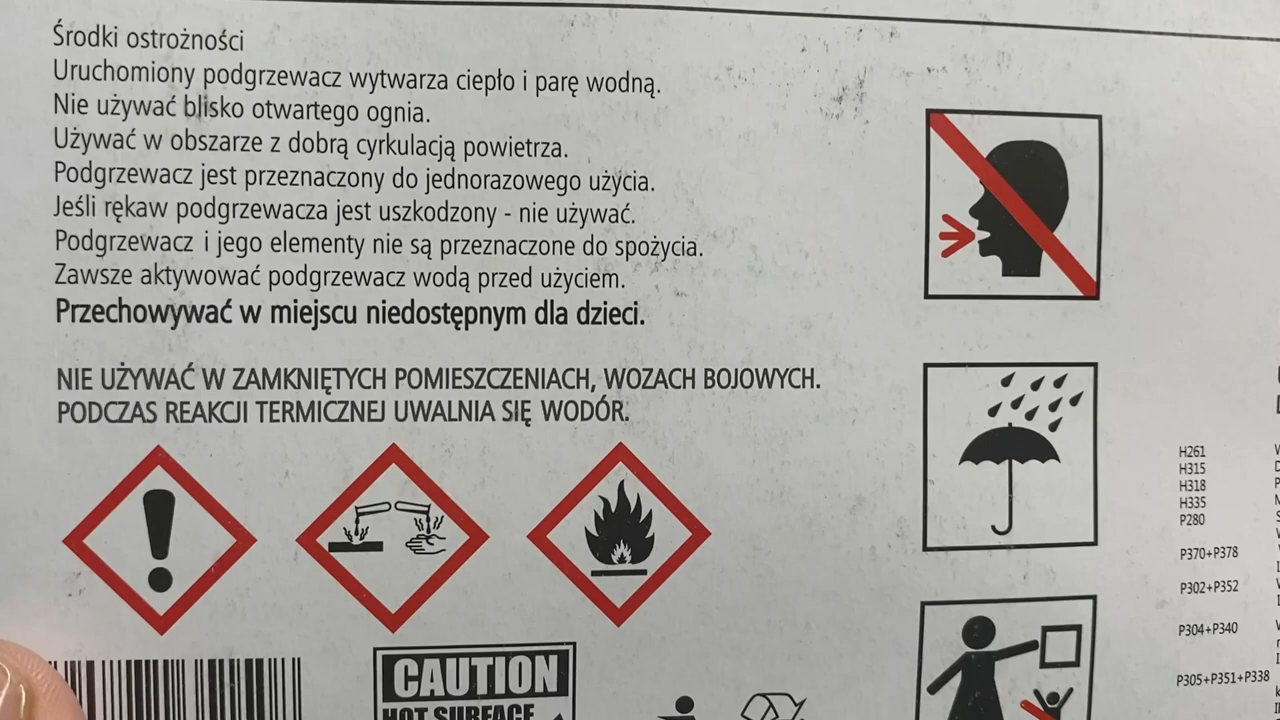 Środki ostrożności
Uruchomiony podgrzewacz wytwarza ciepło i parę wodną.
Nie używać blisko otwartego ognia.
Używać w obszarze z dobrą cyrkulacją powietrza.
Podgrzewacz jest przeznaczony do jednorazowego użycia.
Jeśli rękaw podgrzewacza jest uszkodzony - nie używać.
Podgrzewacz i jego elementy nie są przeznaczone do spożycia.
Zawsze aktywować podgrzewacz wodą przed użyciem.
Przechowywać w miejscu niedostępnym dla dzieci.
NIE UŻYWAĆ W ZAMKNIĘTYCH POMIESZCZENIACH, WOZACH BOJOWYCH.
PODCZAS REAKCJI TERMICZNEJ UWALNIA SIĘ WODÓR.
CAUTION
HOT SURFACE
H261
H315
H318
H335
P280
P370+P378
P302+P352
P304+P340
P305+P351+P338